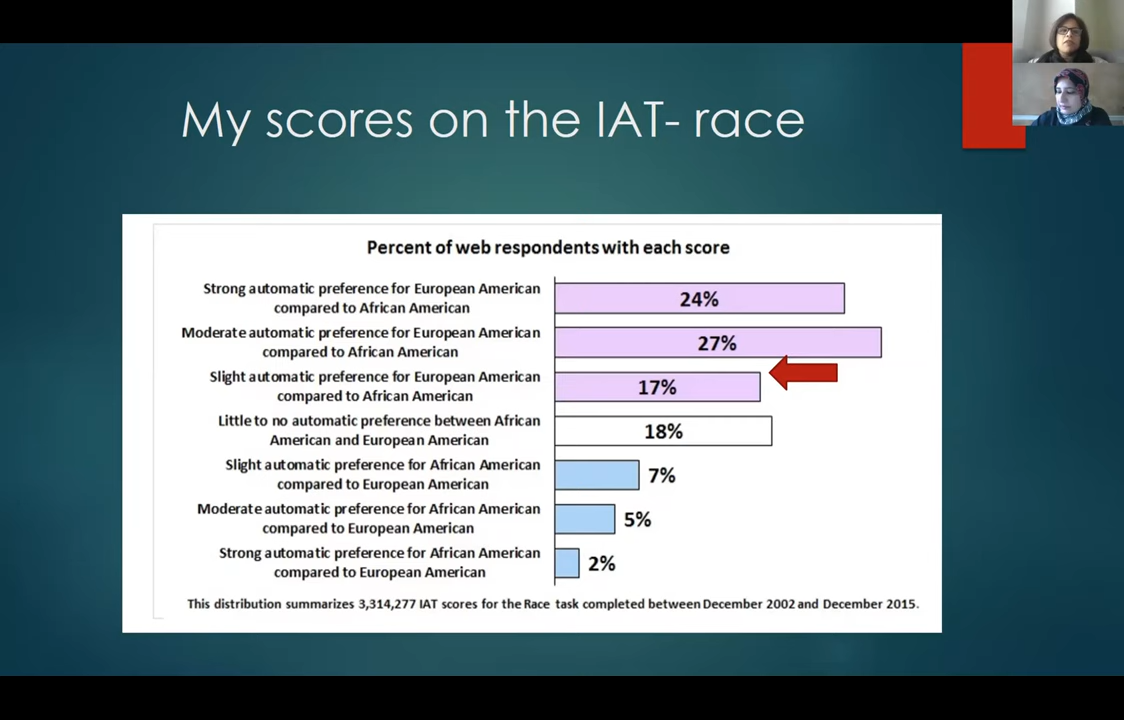 My scores on the IAT- race
Percent of web respondents with each score
Strong automatic preference for European American
compared to African American
24%
Moderate automatic preference for European American
compared to African American
27%
Slight automatic preference for European American
compared to African American
17%
Little to no automatic preference between African
American and European American
18%
Slight automatic preference for African American
compared to European American
7%
Moderate automatic preference for African American
compared to European American
5%
Strong automatic preference for African American
compared to European American
2%
This distribution summarizes 3,314,277 IAT scores for the Race task completed between December 2002 and December 2015.